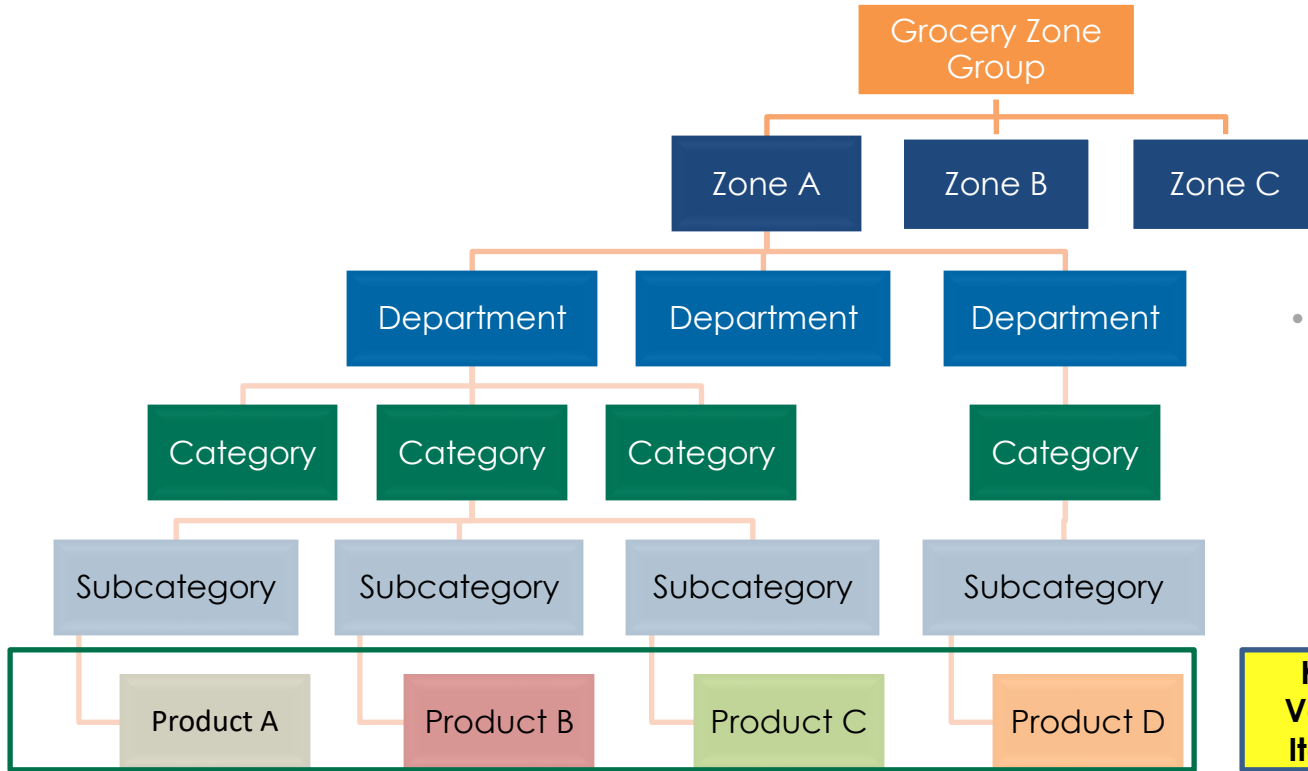 Grocery Zone
Group
Zone A
Zone B
Zone C
Department
Department
Department
Category
Category
Category
Category
Subcategory
Subcategory
Subcategory
Subcategory
Product A
Product B
Product C
Product D